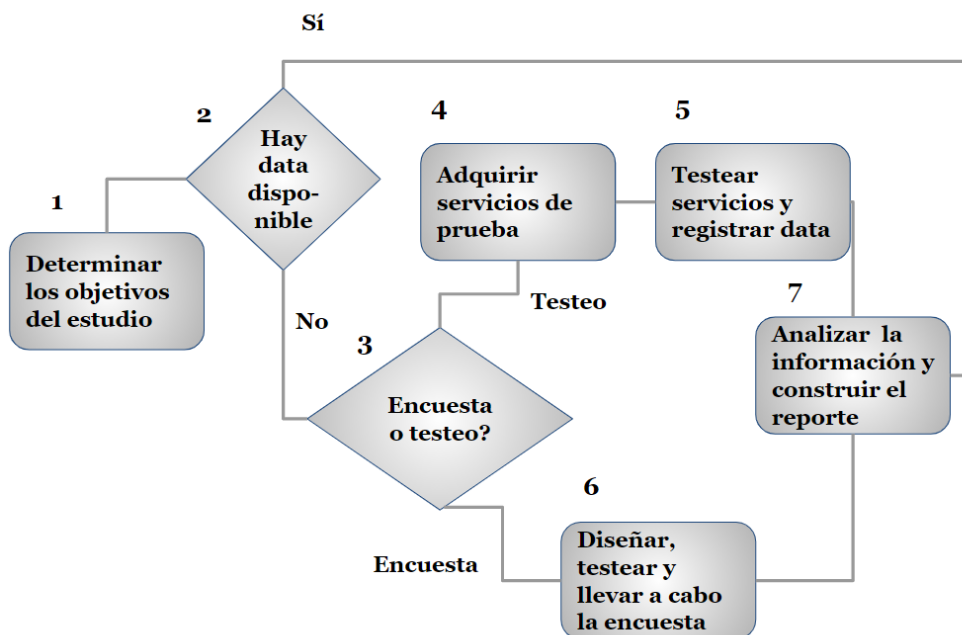 Sí
1
Determinar
los objetivos
del estudio
2
Hay
data
dispo-
nible
No
3
Encuesta
o testeo?
Testeo
4
Adquirir
servicios de
prueba
5
Testear
servicios y
registrar data
Encuesta
6
Diseñar,
testear y
llevar a cabo
la encuesta
7
Analizar la
información y
construir el
reporte